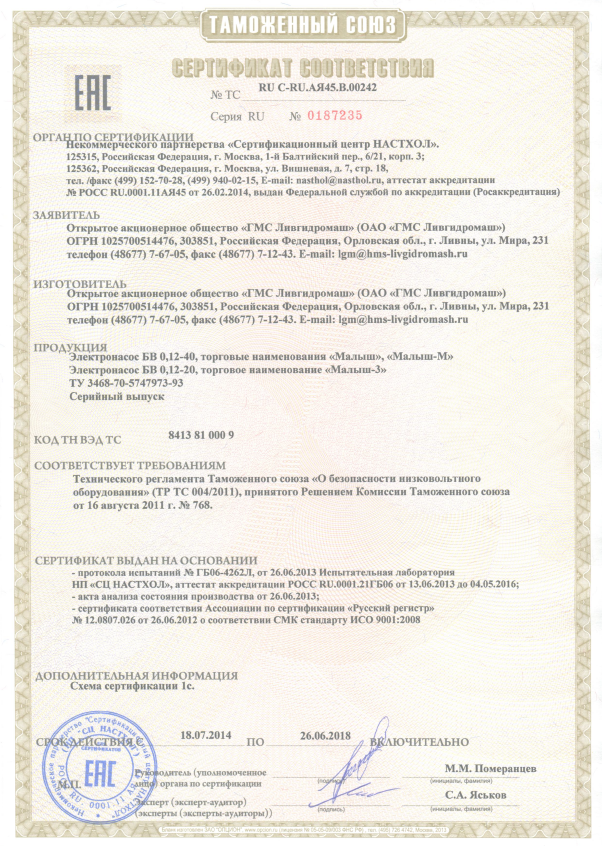 ТАМОЖЕННЫЙ СОЮЗ
СЕРТИФИКАТ СООТВЕТСТВИЯ
ЕАС
№ ТС RU C-RU.АЯ45.В.00242
Серия RU № 0187235
ОРГАН ПО СЕРТИФИКАЦИИ
Некоммерческого партнерства «Сертификационный центр НАСТХОЛ».
125315, Российская Федерация, г. Москва, 1-й Балтийский пер., 6/21, корп. 3;
125362, Российская Федерация, г. Москва, ул. Вишневая, д. 7, стр. 18,
тел. /факс (499) 152-70-28, (499) 940-02-15, E-mail: nasthol@nasthol.ru, аттестат аккредитации
№ РОСС RU.0001.11АЯ45 от 26.02.2014, выдан Федеральной службой по аккредитации (Росаккредитация)
ЗАЯВИТЕЛЬ
Открытое акционерное общество «ГМС Ливгидромаш» (ОАО «ГМС Ливгидромаш»)
ОГРН 1025700514476, 303851, Российская Федерация, Орловская обл., г. Ливны, ул. Мира, 231
телефон (48677) 7-67-05, факс (48677) 7-12-43. E-mail: lgm@hms-livgidromash.ru
ИЗГОТОВИТЕЛЬ
Открытое акционерное общество «ГМС Ливгидромаш» (ОАО «ГМС Ливгидромаш»)
ОГРН 1025700514476, 303851, Российская Федерация, Орловская обл., г. Ливны, ул. Мира, 231
телефон (48677) 7-67-05, факс (48677) 7-12-43. E-mail: lgm@hms-livgidromash.ru
ПРОДУКЦИЯ
Электронасос БВ 0,12-40, торговые наименования «Малыш», «Малыш-М»
Электронасос БВ 0,12-20, торговое наименование «Малыш-3»
ТУ 3468-70-5747973-93
Серийный выпуск
КОД ТН ВЭД ТС 8413 81 000 9
СООТВЕТСТВУЕТ ТРЕБОВАНИЯМ
Технического регламента Таможенного союза «О безопасности низковольтного
оборудования» (ТР ТС 004/2011), принятого Решением Комиссии Таможенного союза
от 16 августа 2011 г. № 768.
СЕРТИФИКАТ ВЫДАН НА ОСНОВАНИИ
- протокола испытаний № ГБ06-4262Л, от 26.06.2013 Испытательная лаборатория
НП «СЦ НАСТХОЛ», аттестат аккредитации РОСС RU.0001.21ГБ06 от 13.06.2013 до 04.05.2016;
- акта анализа состояния производства от 26.06.2013;
- сертификата соответствия Ассоциации по сертификации «Русский регистр»
№ 12.0807.026 от 26.06.2012 о соответствии СМК стандарту ИСО 9001:2008
ДОПОЛНИТЕЛЬНАЯ ИНФОРМАЦИЯ
Схема сертификации 1с.
СРОК ДЕЙСТВИЯ С 18.07.2014 ПО 26.06.2018 ВКЛЮЧИТЕЛЬНО
М.П.
Руководитель (уполномоченное
лицо) органа по сертификации
(подпись)
М.М. Померанцев
(инициалы, фамилия)
Эксперт (эксперт-аудитор)
(эксперты (эксперты-аудиторы))
(подпись)
С.А. Яськов
(инициалы, фамилия)
"СЦ НАСТХОЛ"
ЕАС